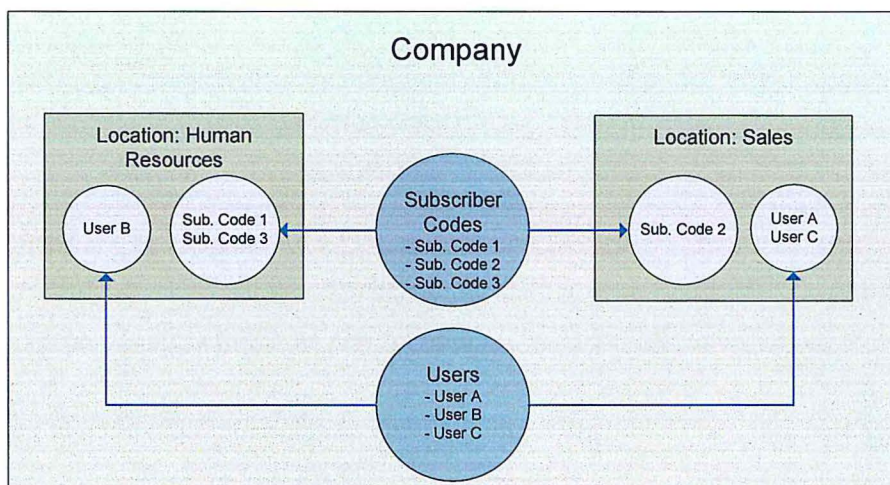 Company
Location: Human
Resources
User B
Sub. Code 1
Sub. Code 3
Subscriber
Codes
- Sub. Code 1
- Sub. Code 2
- Sub. Code 3
Location: Sales
Sub. Code 2
User A
User C
Users
- User A
- User B
- User C